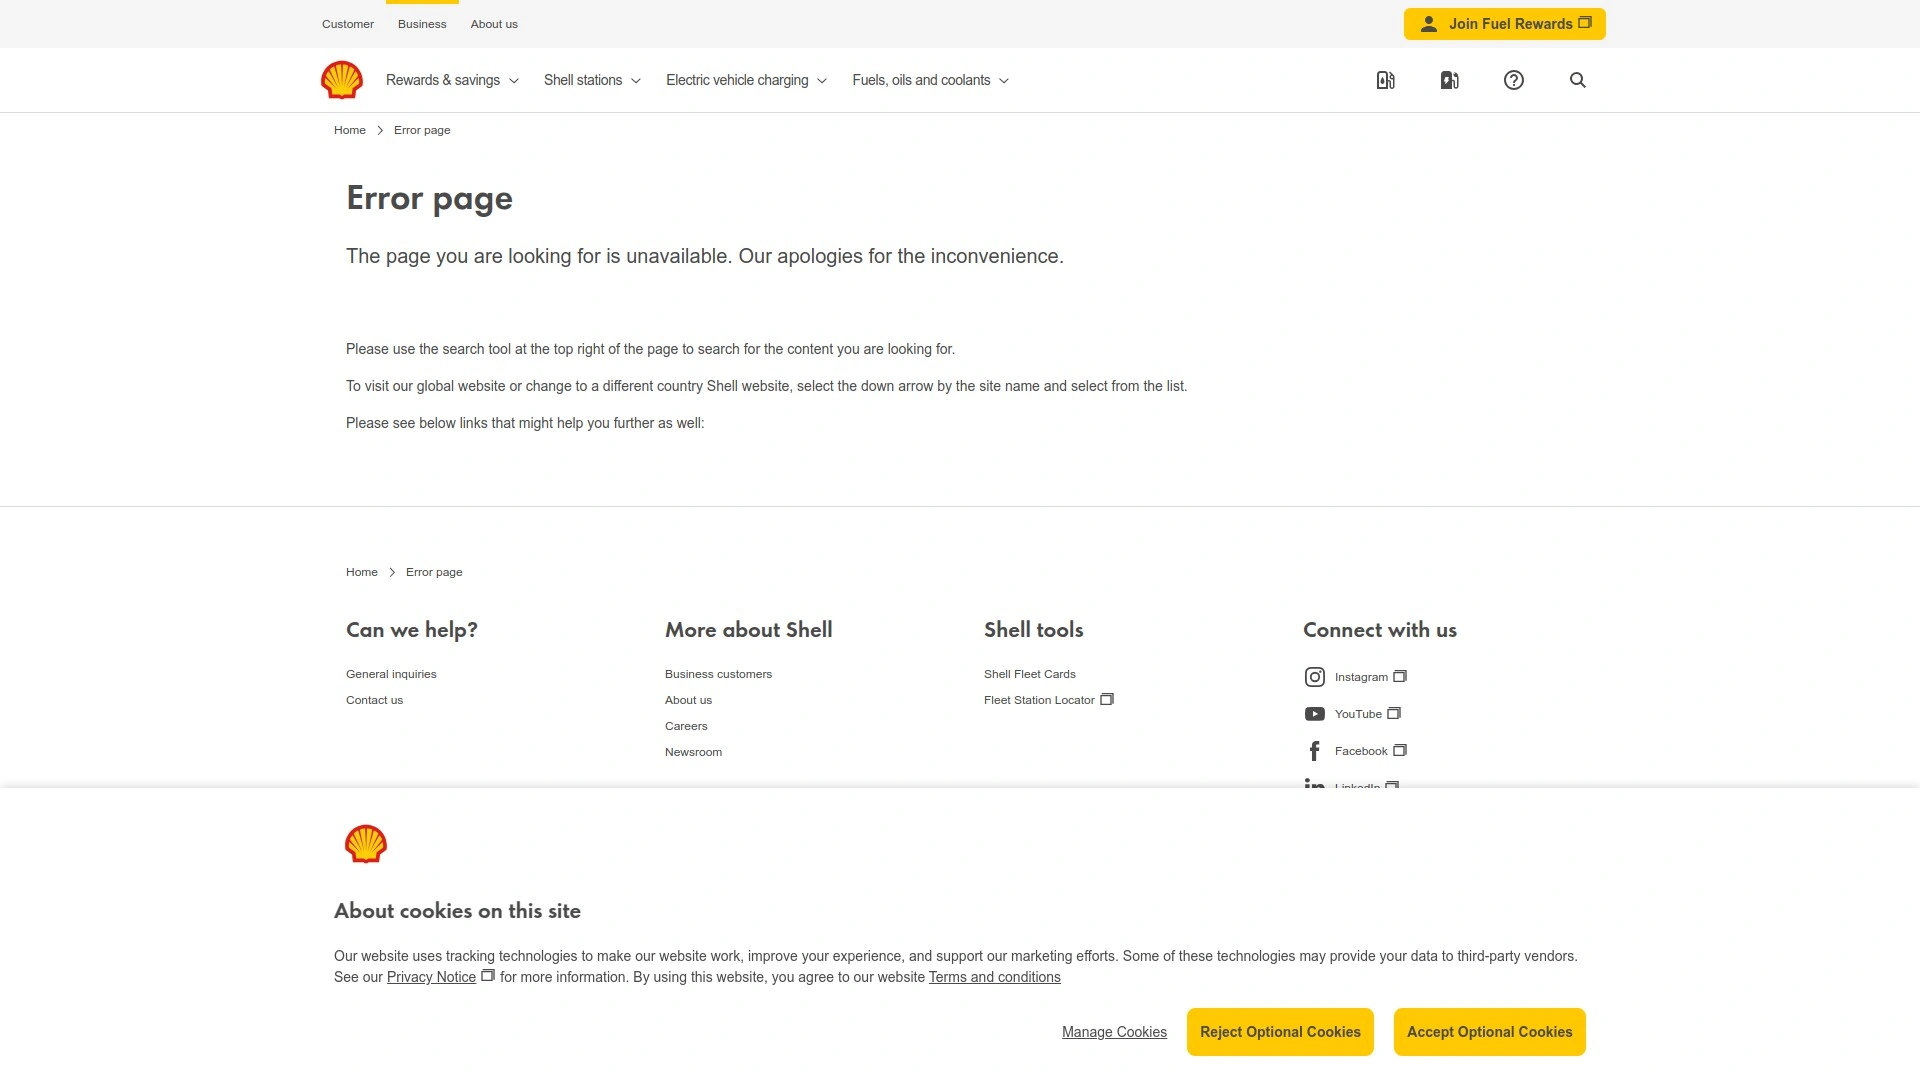 Customer
Business
About us
Join Fuel Rewards
Rewards & savings
Shell stations
Electric vehicle charging
Fuels, oils and coolants
Home
Error page
Error page
The page you are looking for is unavailable. Our apologies for the inconvenience.
Please use the search tool at the top right of the page to search for the content you are looking for.
To visit our global website or change to a different country Shell website, select the down arrow by the site name and select from the list.
Please see below links that might help you further as well:
Home
Error page
Can we help?
General inquiries
Contact us
More about Shell
Business customers
About us
Careers
Newsroom
Shell tools
Shell Fleet Cards
Fleet Station Locator
Connect with us
Instagram
YouTube
Facebook
LinkedIn
About cookies on this site
Our website uses tracking technologies to make our website work, improve your experience, and support our marketing efforts. Some of these technologies may provide your data to third-party vendors.
See our Privacy Notice for more information. By using this website, you agree to our website Terms and conditions
Manage Cookies
Reject Optional Cookies
Accept Optional Cookies